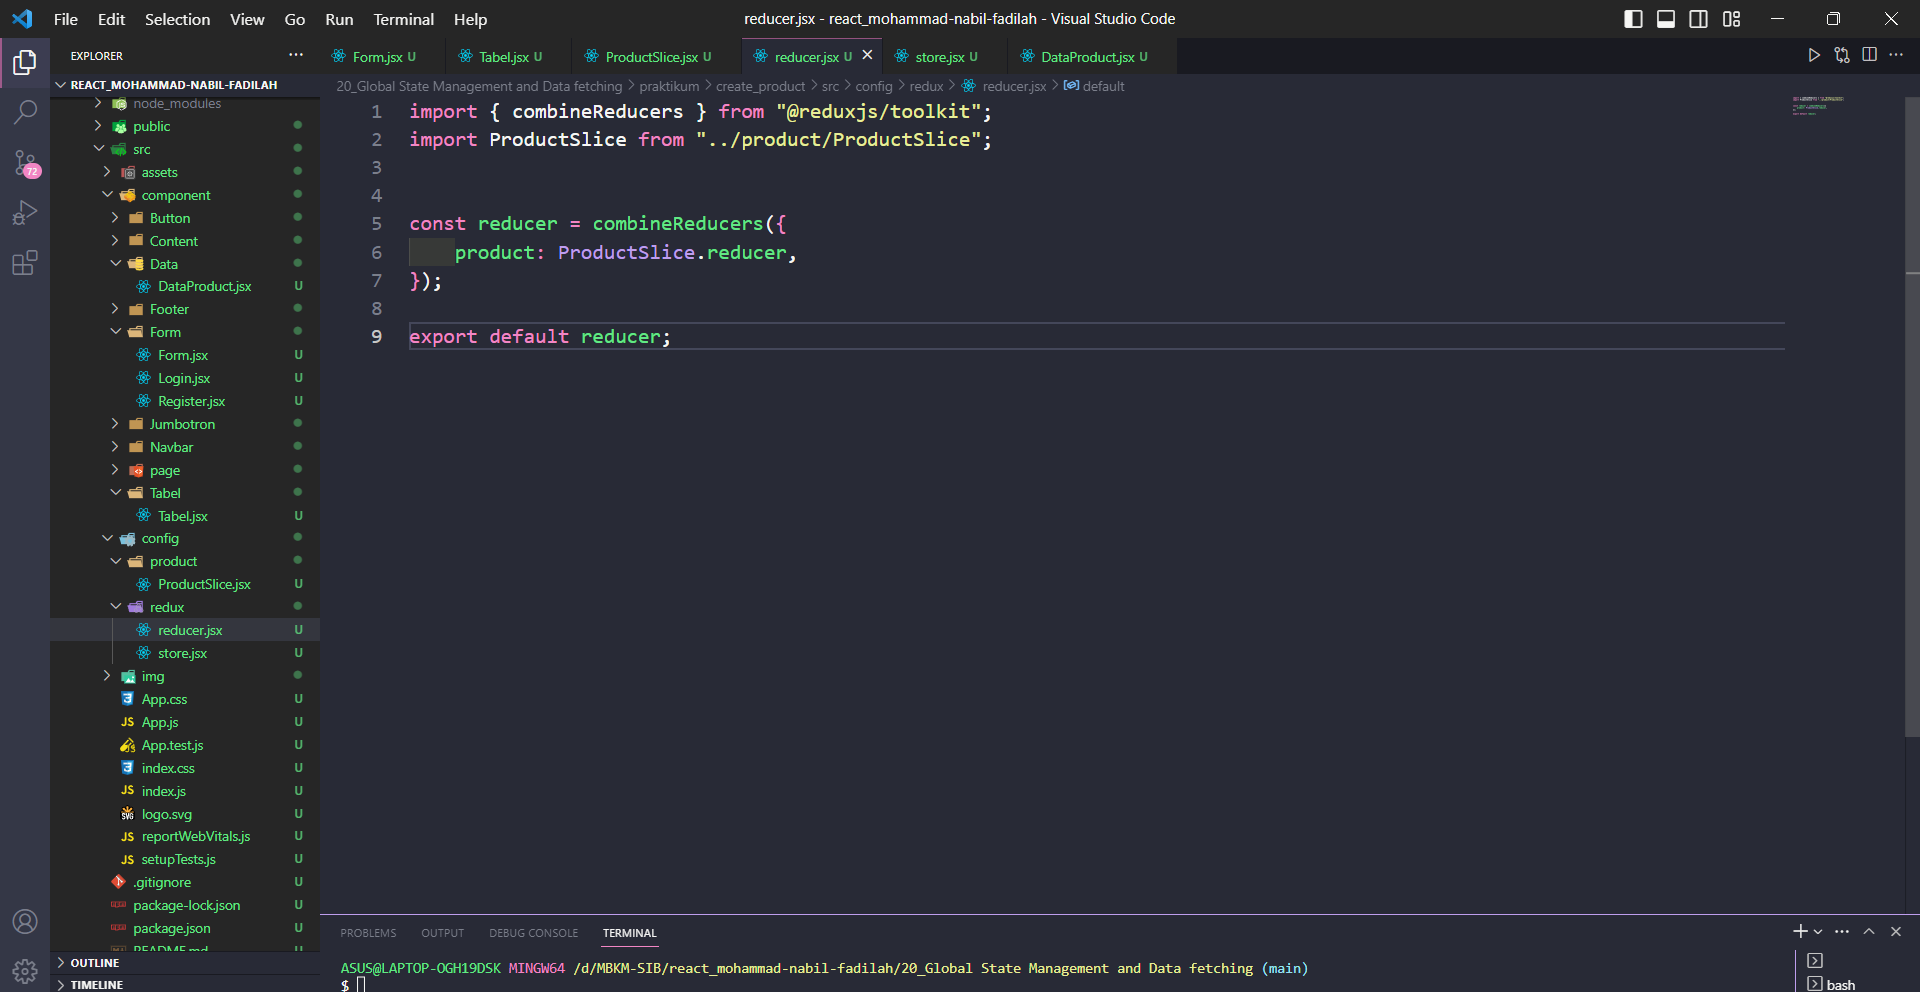 File Edit Selection View Go Run Terminal Help
reducer.jsx - react_mohammad-nabil-fadilah - Visual Studio Code
EXPLORER
REACT_MOHAMMAD-NABIL-FADILAH
node_modules
public
src
assets
component
Button
Content
Data
DataProduct.jsx U
Footer
Form
Form.jsx U
Login.jsx U
Register.jsx U
Jumbotron
Navbar
page
Tabel
Tabel.jsx U
config
product
ProductSlice.jsx U
redux
reducer.jsx U
store.jsx U
img
App.css U
JS App.js U
App.test.js U
index.css U
JS index.js U
SVG logo.svg U
JS reportWebVitals.js U
JS setupTests.js U
.gitignore U
package-lock.json U
package.json U
README.md U
OUTLINE
TIMELINE
72
Form.jsx U Tabel.jsx U ProductSlice.jsx U reducer.jsx U store.jsx U DataProduct.jsx U
20_Global State Management and Data fetching > praktikum > create_product > src > config > redux > reducer.jsx > default
1 import { combineReducers } from "@reduxjs/toolkit";
2 import ProductSlice from "../product/ProductSlice";
3
4
5 const reducer = combineReducers({
6 product: ProductSlice.reducer,
7 });
8
9 export default reducer;
PROBLEMS OUTPUT DEBUG CONSOLE TERMINAL
ASUS@LAPTOP-OGH19DSK MINGW64 /d/MBKM-SIB/react_mohammad-nabil-fadilah/20_Global State Management and Data fetching (main)
$
bash